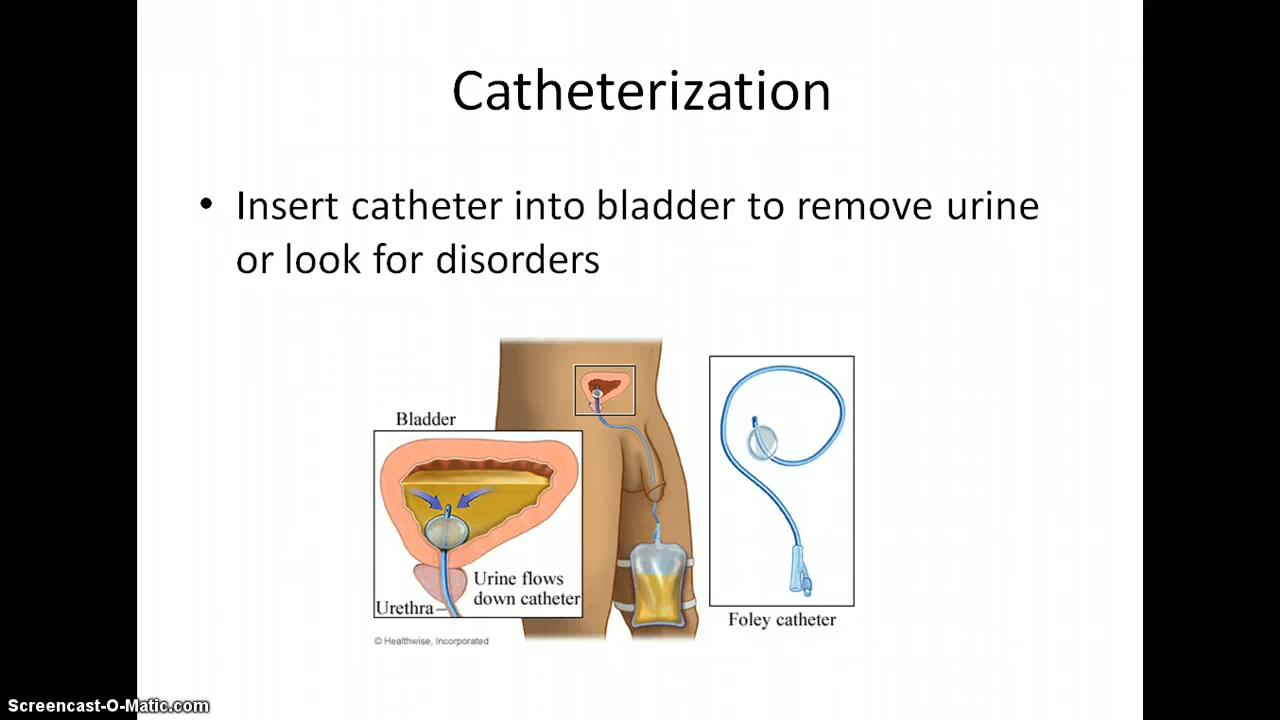 Catheterization
• Insert catheter into bladder to remove urine
or look for disorders
Bladder
Urine flows
down catheter
Urethra
© Healthwise, Incorporated
Foley catheter
Screencast-O-Matic.com